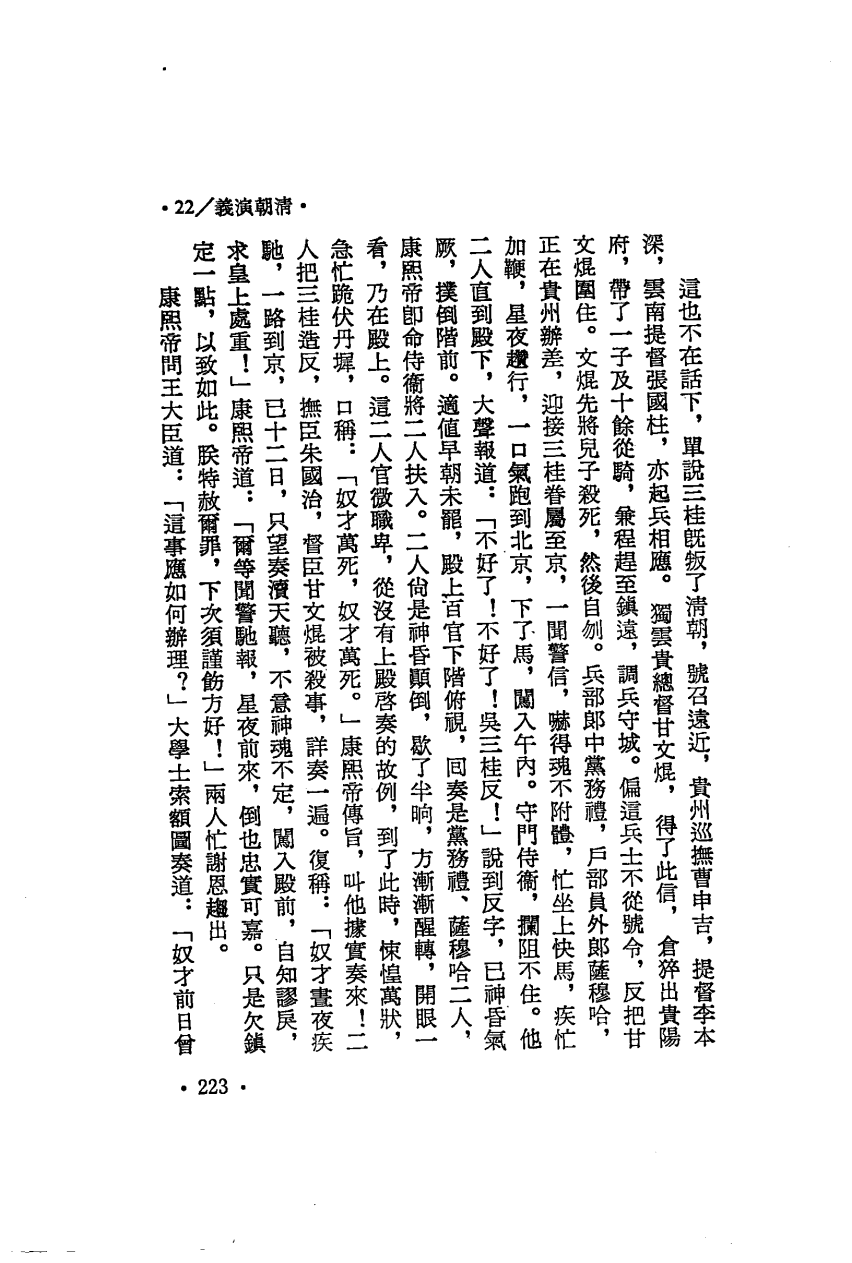 •22／義演朝清•
這也不在話下，單說三桂旣叛了清朝，號召遠近，貴州巡撫曹申吉，提督李本
深，雲南提督張國柱，亦起兵相應。獨雲貴總督甘文焜，得了此信，倉猝出貴陽
府，帶了一子及十餘從騎，兼程趕至鎮遠，調兵守城。偏這兵士不從號令，反把甘
文焜圍住。文焜先將兒子殺死，然後自刎。兵部郎中黨務禮，戶部員外郎薩穆哈，
正在貴州辦差，迎接三桂眷屬至京，一聞警信，嚇得魂不附體，忙坐上快馬，疾忙
加鞭，星夜趲行，一口氣跑到北京，下了馬，闖入午內。守門侍衞，攔阻不住。他
二人直到殿下，大聲報道：「不好了！不好了！吳三桂反！」說到反字，已神昏氣
厥，撲倒階前。適值早朝未罷，殿上百官下階俯視，囘奏是黨務禮、薩穆哈二人，
康熙帝卽命侍衞將二人扶入。二人尙是神昏顚倒，歇了半晌，方漸漸醒轉，開眼一
看，乃在殿上。這二人官微職卑，從沒有上殿啓奏的故例，到了此時，悚惶萬狀，
急忙跪伏丹墀，口稱：「奴才萬死，奴才萬死。」康熙帝傳旨，叫他據實奏來！二
人把三桂造反，撫臣朱國治，督臣甘文焜被殺事，詳奏一遍。復稱：「奴才晝夜疾
馳，一路到京，已十二日，只望奏瀆天聽，不意神魂不定，闖入殿前，自知謬戾，
求皇上處重！」康熙帝道：「爾等聞警馳報，星夜前來，倒也忠實可嘉。只是欠鎮
定一點，以致如此。朕特赦爾罪，下次須謹飭方好！」兩人忙謝恩趨出。
康熙帝問王大臣道：「這事應如何辦理？」大學士索額圖奏道：「奴才前日曾
•223•